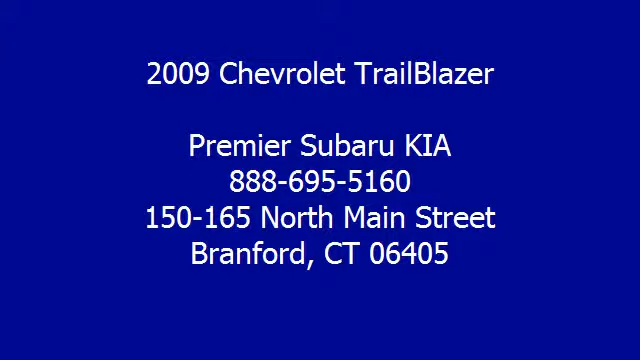 2009 Chevrolet TrailBlazer
Premier Subaru KIA
888-695-5160
150-165 North Main Street
Branford, CT 06405